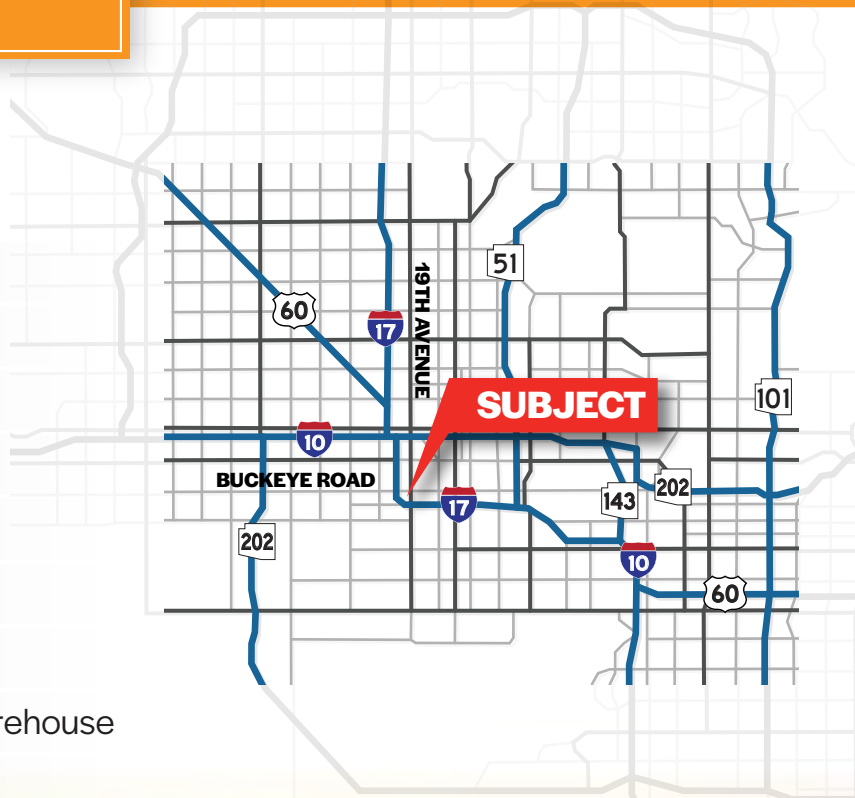 51
19TH AVENUE
60
17
101
SUBJECT
10
BUCKEYE ROAD
202
143
17
202
10
60
rehouse